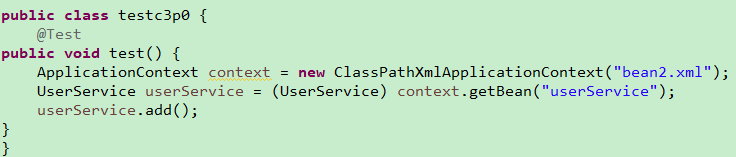 public class testc3p0 {
    @Test
public void test() {
    ApplicationContext context = new ClassPathXmlApplicationContext("bean2.xml");
    UserService userService = (UserService) context.getBean("userService");
    userService.add();
}
}